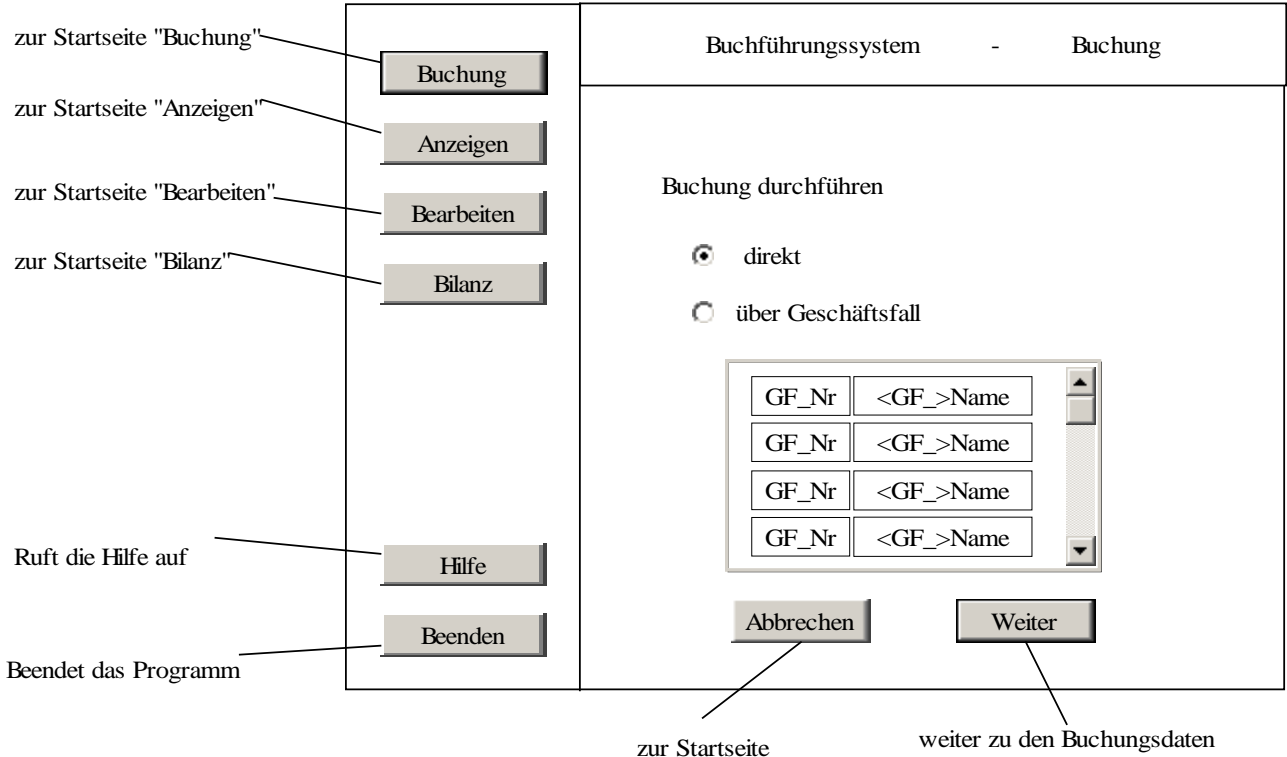 zur Startseite "Buchung"
zur Startseite "Anzeigen"
zur Startseite "Bearbeiten"
zur Startseite "Bilanz"
Ruft die Hilfe auf
Beendet das Programm
Buchung
Anzeigen
Bearbeiten
Bilanz
Hilfe
Beenden
Buchführungssystem - Buchung
Buchung durchführen
direkt
über Geschäftsfall
GF_Nr <GF_>Name
GF_Nr <GF_>Name
GF_Nr <GF_>Name
GF_Nr <GF_>Name
Abbrechen Weiter
zur Startseite
weiter zu den Buchungsdaten